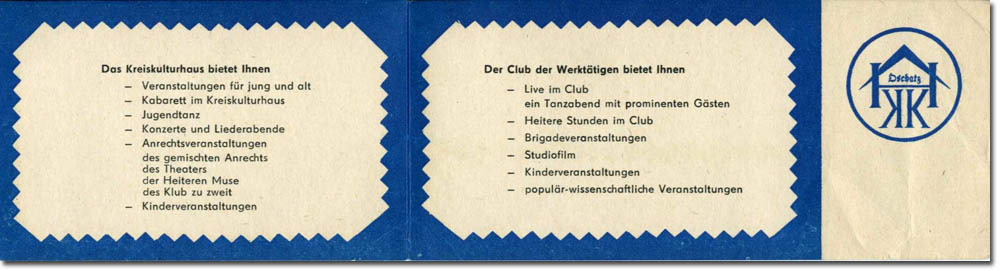 Das Kreiskulturhaus bietet Ihnen
– Veranstaltungen für jung und alt
– Kabarett im Kreiskulturhaus
– Jugendtanz
– Konzerte und Liederabende
– Anrechtsveranstaltungen
des gemischten Anrechts
des Theaters
der Heiteren Muse
des Klub zu zweit
– Kinderveranstaltungen
Der Club der Werktätigen bietet Ihnen
– Live im Club
ein Tanzabend mit prominenten Gästen
– Heitere Stunden im Club
– Brigadeveranstaltungen
– Studiofilm
– Kinderveranstaltungen
– populär-wissenschaftliche Veranstaltungen
Oschatz
KK